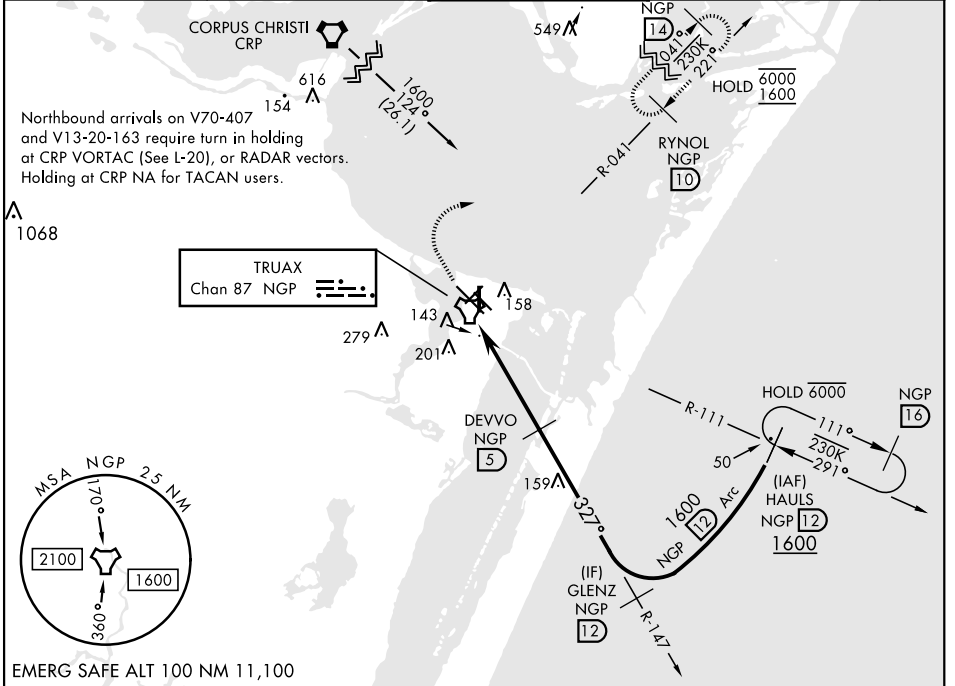 CORPUS CHRISTI
CRP
1600
124°
(26.1)
549
NGP
14
041°
230K
221°
HOLD 6000
1600
R-041
RYNOL
NGP
10
616
154
Northbound arrivals on V70-407
and V13-20-163 require turn in holding
at CRP VORTAC (See L-20), or RADAR vectors.
Holding at CRP NA for TACAN users.
1068
TRUAX
Chan 87 NGP
158
143
279
201
DEVVO
NGP
5
159
327°
HOLD 6000
R-111
111°
230K
291°
NGP
16
50
(IAF)
HAULS
NGP 12
1600
1600
NGP 12 Arc
(IF)
GLENZ
NGP
12
R-147
MSA NGP 25 NM
170°
2100
1600
360°
EMERG SAFE ALT 100 NM 11,100